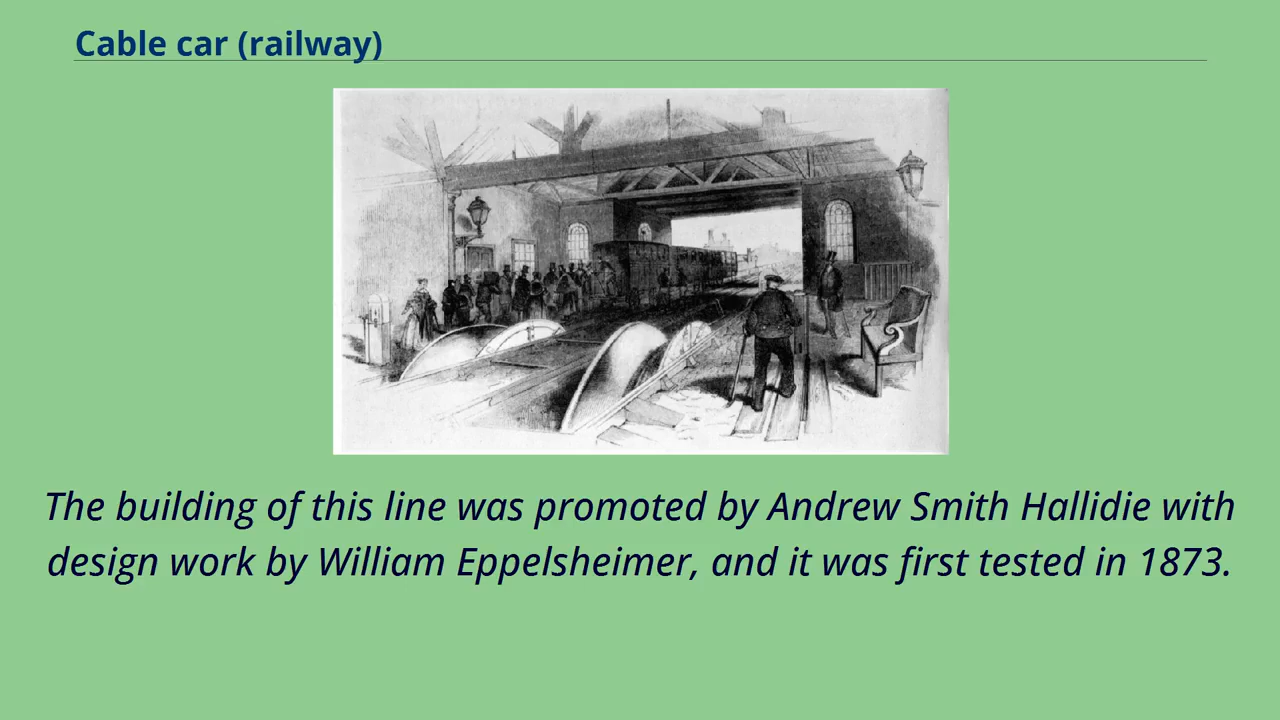 Cable car (railway)
The building of this line was promoted by Andrew Smith Hallidie with
design work by William Eppelsheimer, and it was first tested in 1873.